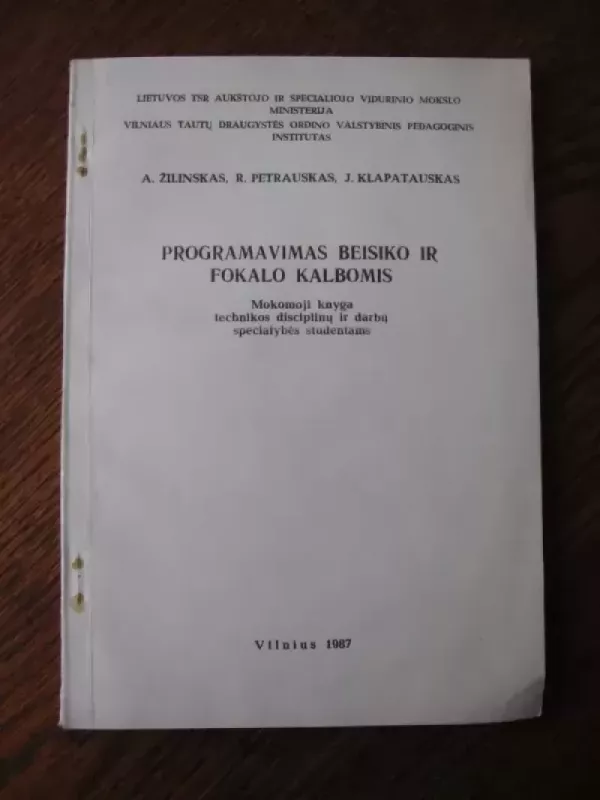 LIETUVOS TSR AUKŠTOJO IR SPECIALIOJO VIDURINIO MOKSLO
MINISTERIJA
VILNIAUS TAUTŲ DRAUGYSTĖS ORDINO VALSTYBINIS PEDAGOGINIS
INSTITUTAS
A. ŽILINSKAS, R. PETRAUSKAS, J. KLAPATAUSKAS
PROGRAMAVIMAS BEISIKO IR
FOKALO KALBOMIS
Mokomoji knyga
technikos disciplinų ir darbų
specialybės studentams
Vilnius 1987